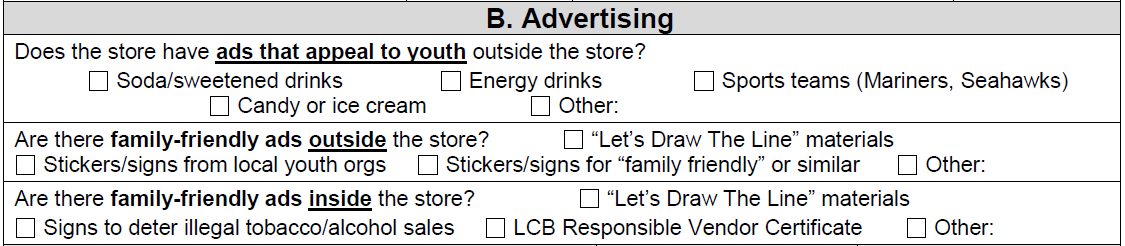 B. Advertising
Does the store have ads that appeal to youth outside the store?
☐ Soda/sweetened drinks ☐ Energy drinks ☐ Sports teams (Mariners, Seahawks)
☐ Candy or ice cream ☐ Other:
Are there family-friendly ads outside the store? ☐ “Let’s Draw The Line” materials
☐ Stickers/signs from local youth orgs ☐ Stickers/signs for “family friendly” or similar ☐ Other:
Are there family-friendly ads inside the store? ☐ “Let’s Draw The Line” materials
☐ Signs to deter illegal tobacco/alcohol sales ☐ LCB Responsible Vendor Certificate ☐ Other: